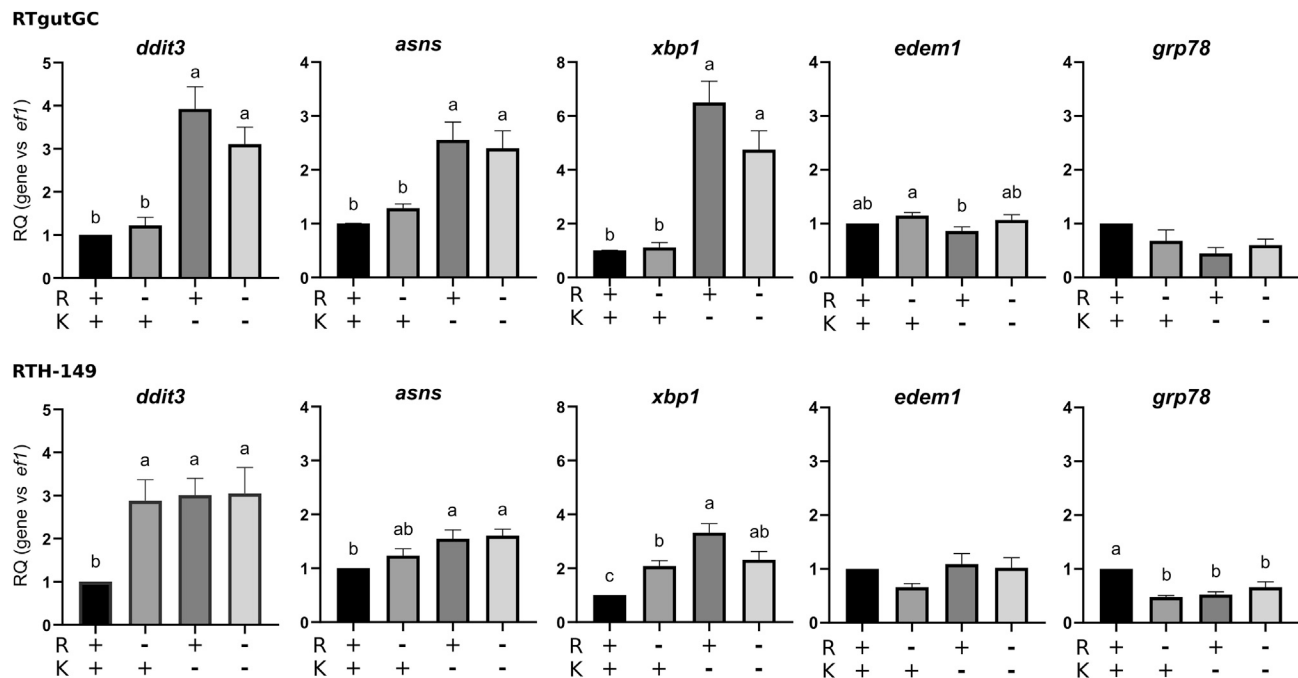 RTgutGC
ddit3 asns xbp1 edem1 grp78
RQ (gene vs ef1)
5 4 3 2 1 0
b b a a
4 3 2 1 0
b b a a
8 6 4 2 0
b b a a
4 3 2 1 0
ab a b ab
4 3 2 1 0
R + - + - + - + - + - + - + - + - + - + -
K + + - - + + - - + + - - + + - - + + - -
RTH-149
ddit3 asns xbp1 edem1 grp78
RQ (gene vs ef1)
5 4 3 2 1 0
b a a a
4 3 2 1 0
b ab a a
8 6 4 2 0
c b a ab
4 3 2 1 0
4 3 2 1 0
a b b b
R + - + - + - + - + - + - + - + - + - + -
K + + - - + + - - + + - - + + - - + + - -